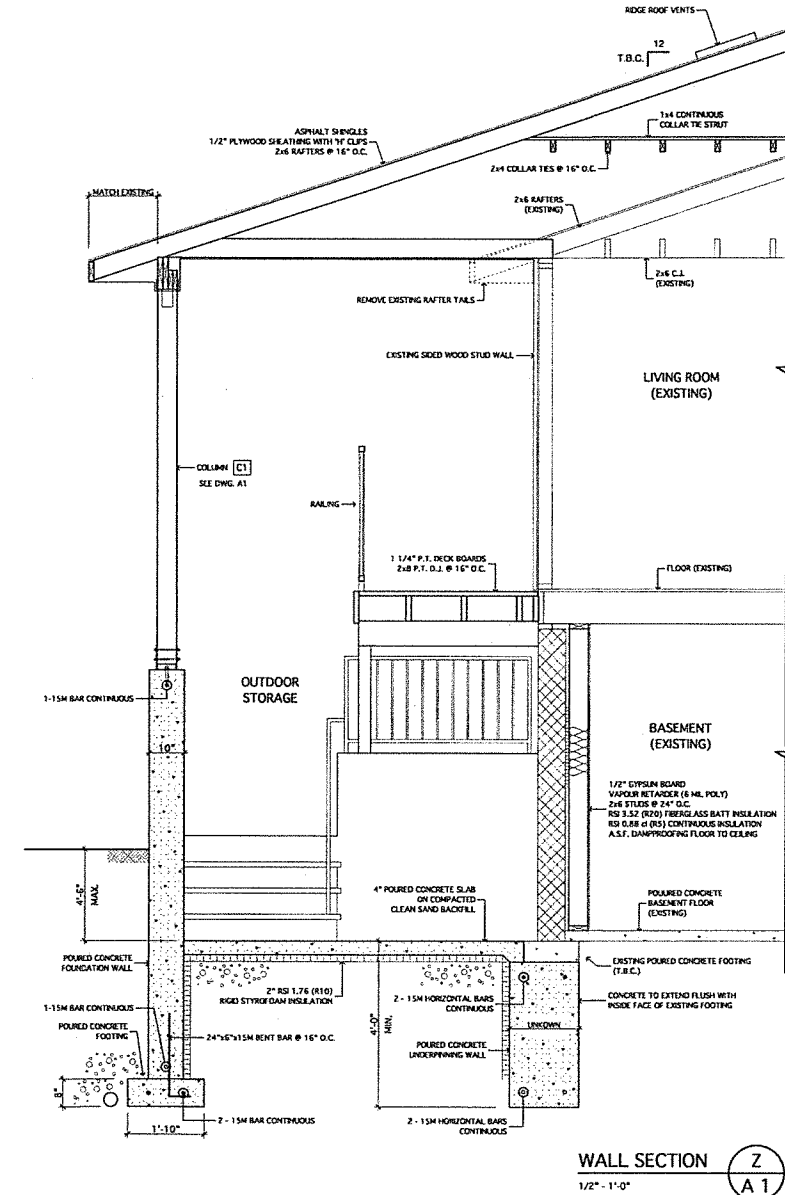 RIDGE ROOF VENTS
12
T.B.C.
1x4 CONTINUOUS
COLLAR TIE STRUT
ASPHALT SHINGLES
1/2" PLYWOOD SHEATHING WITH 'H' CLIPS
2x6 RAFTERS @ 16" O.C.
2x4 COLLAR TIES @ 16" O.C.
MATCH EXISTING
2x6 RAFTERS
(EXISTING)
2x6 C.J.
(EXISTING)
REMOVE EXISTING RAFTER TAILS
EXISTING SIDED WOOD STUD WALL
LIVING ROOM
(EXISTING)
COLUMN C1
SEE DWG. A1
RAILING
1 1/4" P.T. DECK BOARDS
2x8 P.T. D.J. @ 16" O.C.
FLOOR (EXISTING)
OUTDOOR
STORAGE
1-15M BAR CONTINUOUS
10"
BASEMENT
(EXISTING)
1/2" GYPSUM BOARD
VAPOUR RETARDER (6 MIL POLY)
2x6 STUDS @ 24" O.C.
RSI 3.52 (R20) FIBERGLASS BATT INSULATION
RSI 0.88 ci (R5) CONTINUOUS INSULATION
A.S.F. DAMPPROOFING FLOOR TO CEILING
4'-6"
MAX.
4" POURED CONCRETE SLAB
ON COMPACTED
CLEAN SAND BACKFILL
POUURED CONCRETE
BASEMENT FLOOR
(EXISTING)
POURED CONCRETE
FOUNDATION WALL
EXISTING POURED CONCRETE FOOTING
(T.B.C.)
2" RSI 1.76 (R10)
RIGID STYROFOAM INSULATION
2 - 15M HORIZONTAL BARS
CONTINUOUS
CONCRETE TO EXTEND FLUSH WITH
INSIDE FACE OF EXISTING FOOTING
1-15M BAR CONTINUOUS
4'-0"
MIN.
UNKOWN
POURED CONCRETE
FOOTING
24"x6"x15M BENT BAR @ 16" O.C.
POURED CONCRETE
UNDERPINNING WALL
8"
2 - 15M BAR CONTINUOUS
2 - 15M HORIZONTAL BARS
CONTINUOUS
1'-10"
WALL SECTION
Z
1/2" - 1'-0"
A 1